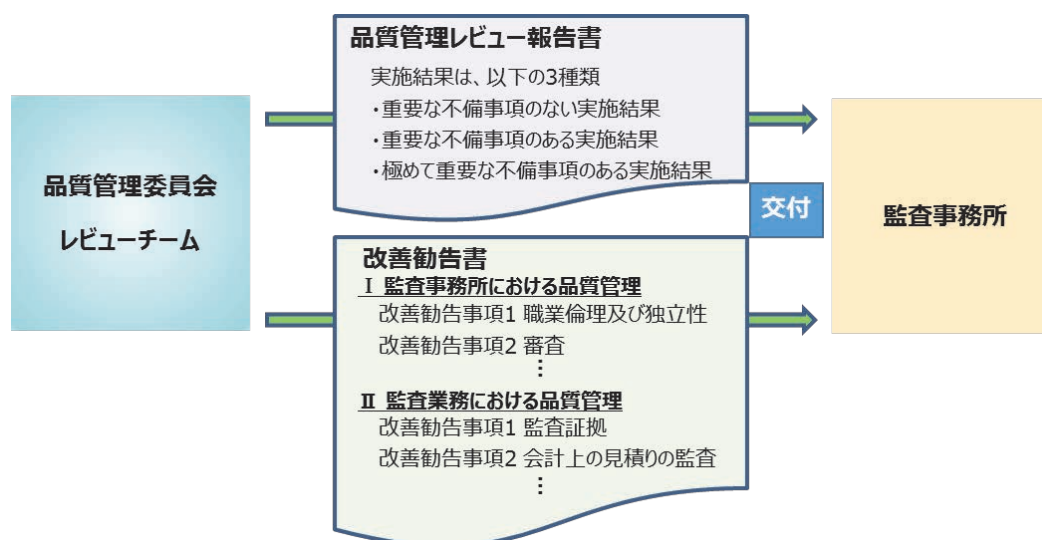 品質管理委員会
レビューチーム
品質管理レビュー報告書
実施結果は、以下の3種類
・重要な不備事項のない実施結果
・重要な不備事項のある実施結果
・極めて重要な不備事項のある実施結果
改善勧告書
Ⅰ 監査事務所における品質管理
改善勧告事項1 職業倫理及び独立性
改善勧告事項2 審査
⋮
Ⅱ 監査業務における品質管理
改善勧告事項1 監査証拠
改善勧告事項2 会計上の見積りの監査
⋮
交付
監査事務所